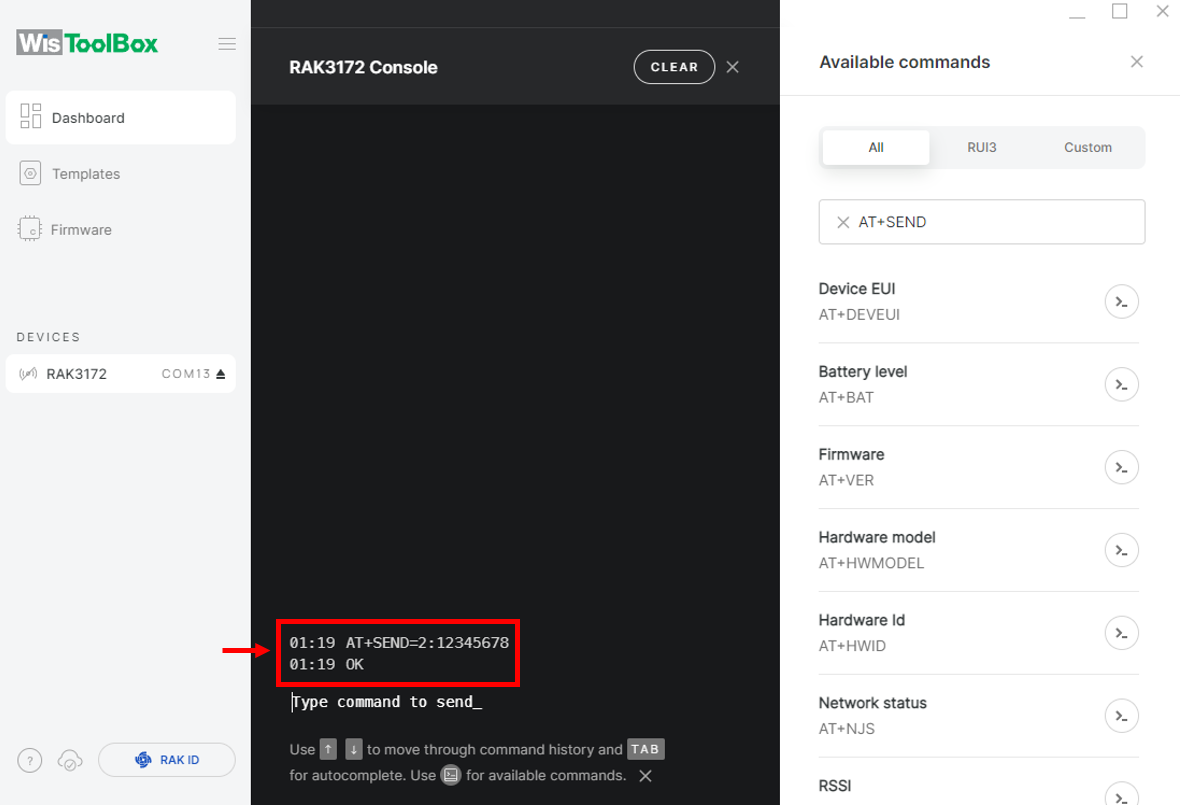 WisToolBox
Dashboard
Templates
Firmware
DEVICES
RAK3172 COM13
? RAK ID
RAK3172 Console CLEAR
01:19 AT+SEND=2:12345678
01:19 OK
Type command to send_
Use ↑ ↓ to move through command history and TAB
for autocomplete. Use for available commands.
Available commands
All RUI3 Custom
AT+SEND
Device EUI
AT+DEVEUI
Battery level
AT+BAT
Firmware
AT+VER
Hardware model
AT+HWMODEL
Hardware Id
AT+HWID
Network status
AT+NJS
RSSI